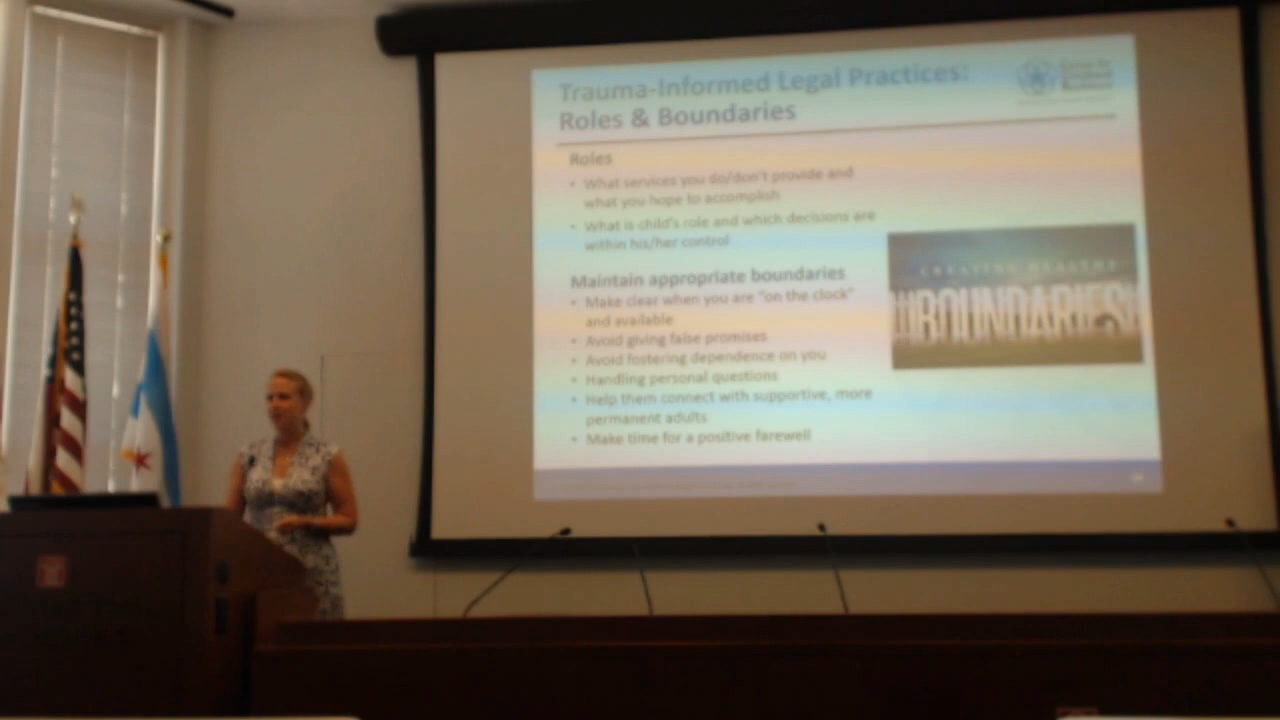 Trauma-Informed Legal Practices:
Roles & Boundaries
Roles
• What services you do/don't provide and
what you hope to accomplish
• What is child's role and which decisions are
within his/her control
Maintain appropriate boundaries
• Make clear when you are "on the clock"
and available
• Avoid giving false promises
• Avoid fostering dependence on you
• Handling personal questions
• Help them connect with supportive, more
permanent adults
• Make time for a positive farewell
CREATING HEALTHY
BOUNDARIES